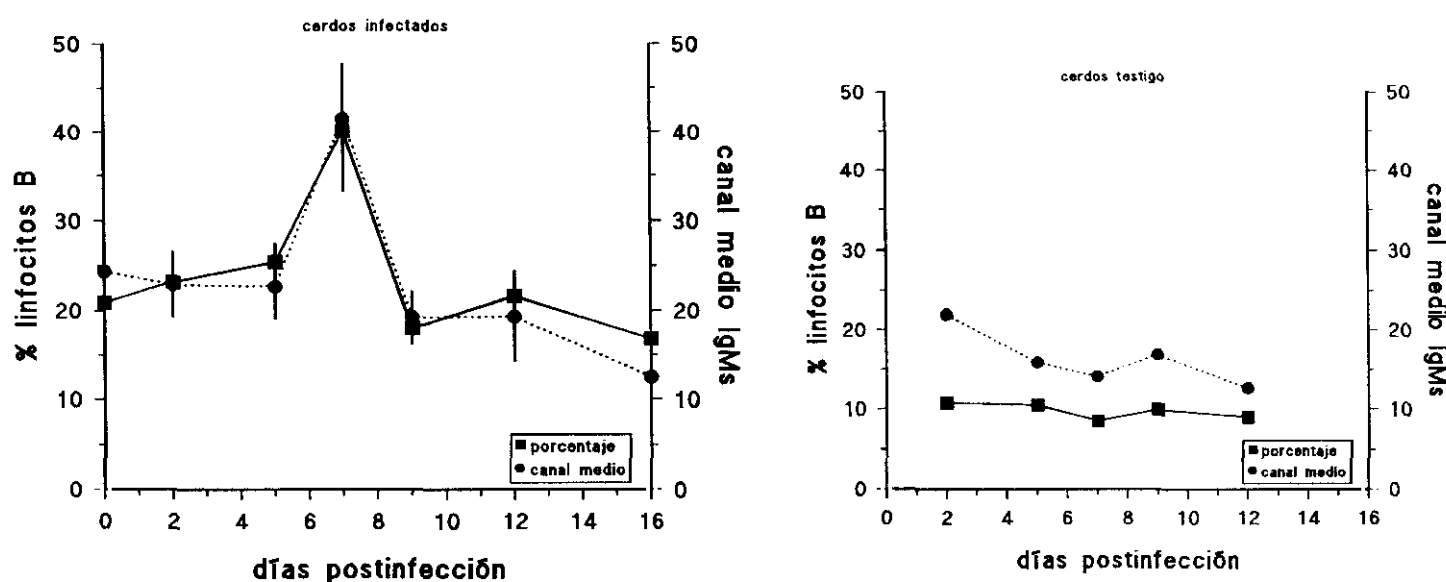 cerdos infectados
50
40
30
20
10
0
% linfocitos B
50
40
30
20
10
0
canal medio IgMs
porcentaje
canal medio
0 2 4 6 8 10 12 14 16
días postinfección
cerdos testigo
50
40
30
20
10
0
% linfocitos B
50
40
30
20
10
0
canal medio IgMs
porcentaje
canal medio
0 2 4 6 8 10 12 14 16
días postinfección